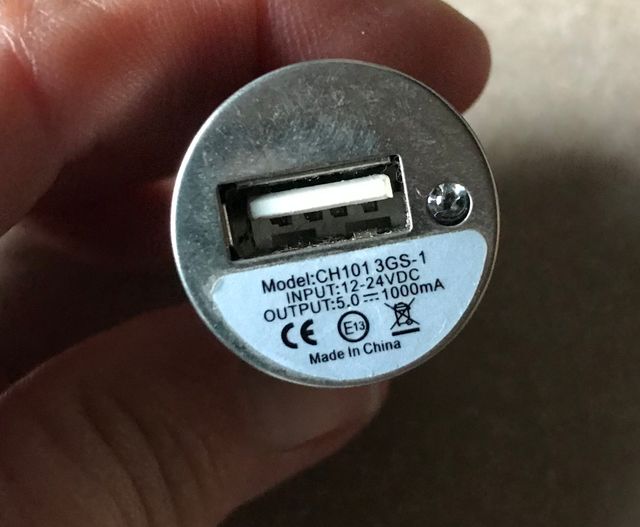 Model:CH101 3GS-1
INPUT:12-24VDC
OUTPUT:5.0⎓1000mA
CE E13
Made In China